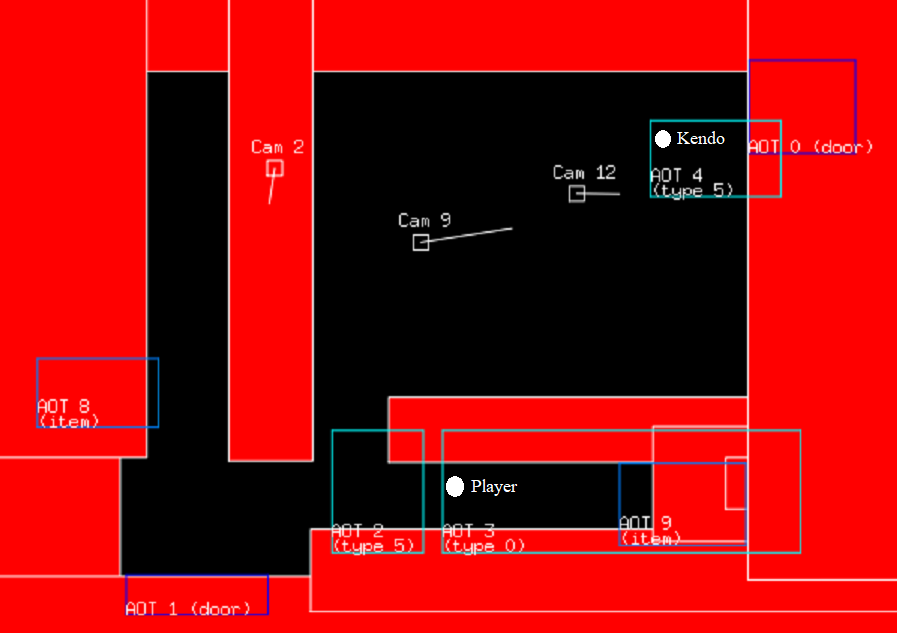 Cam 2
Kendo
AOT 0 (door)
Cam 12
AOT 4
(type 5)
Cam 9
AOT 8
(item)
Player
AOT 2
(type 5)
AOT 3
(type 0)
AOT 9
(item)
AOT 1 (door)